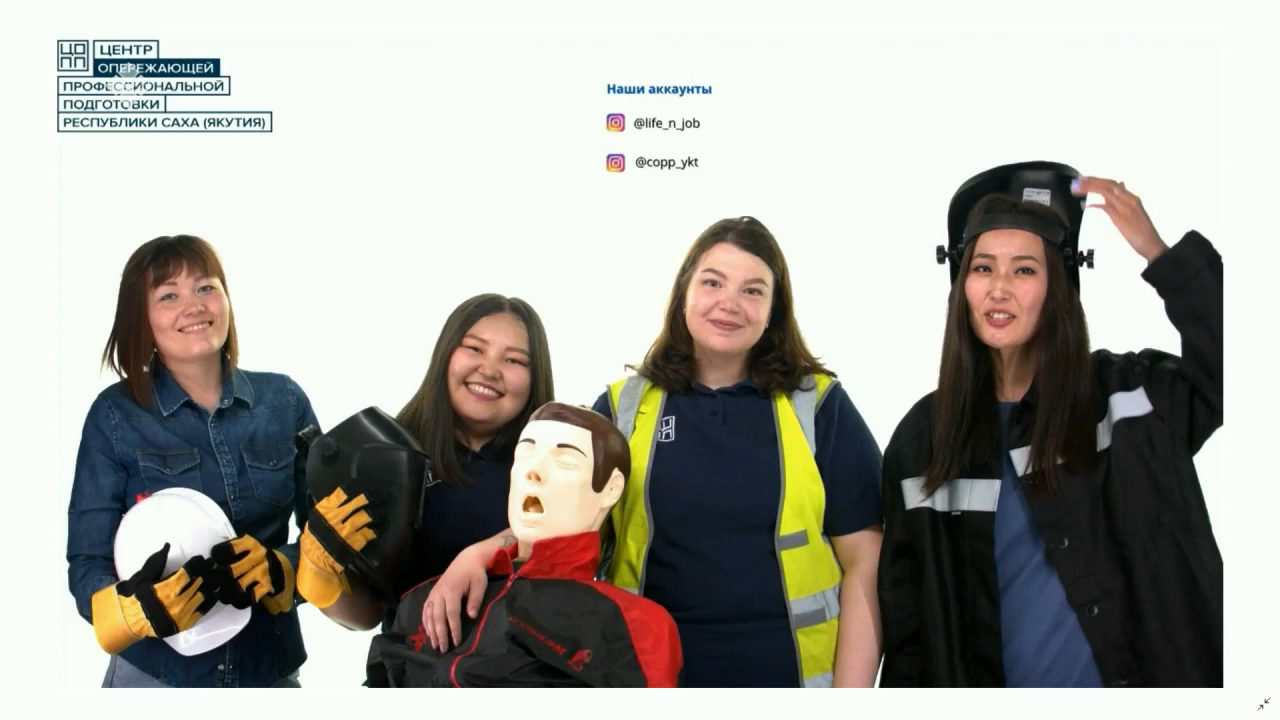 ЦО
ПП
ЦЕНТР
ОПЕРЕЖАЮЩЕЙ
ПРОФЕССИОНАЛЬНОЙ
ПОДГОТОВКИ
РЕСПУБЛИКИ САХА (ЯКУТИЯ)
Наши аккаунты
@life_n_job
@copp_ykt